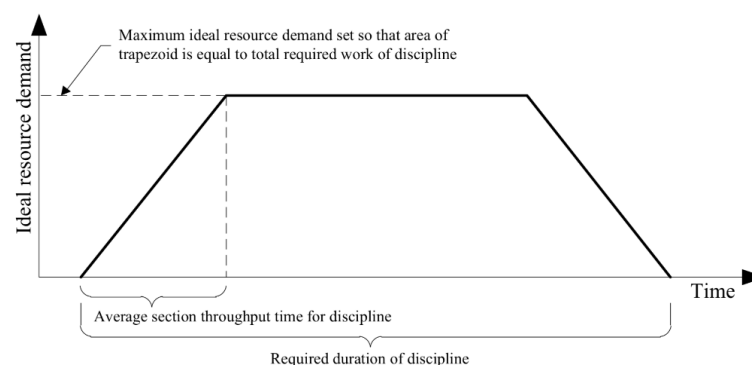 Maximum ideal resource demand set so that area of
trapezoid is equal to total required work of discipline
Ideal resource demand
Time
Average section throughput time for discipline
Required duration of discipline